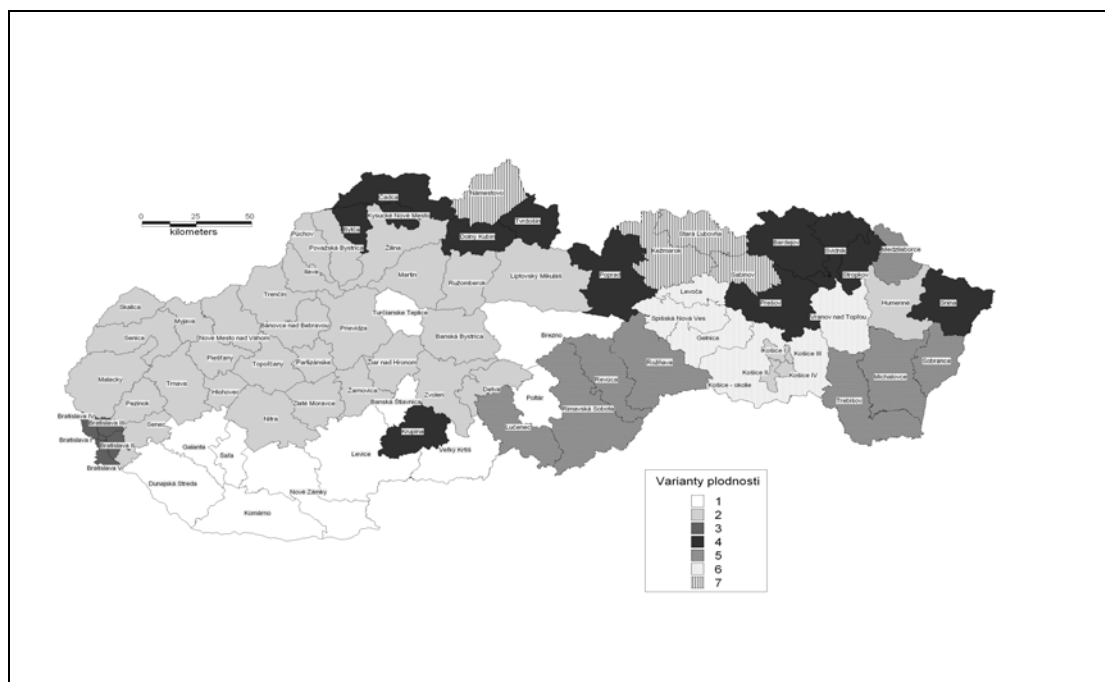 Námestovo
Čadca
Kysucké Nové Mesto
Tvrdošín
Bytča
Dolný Kubín
0 25 50
kilometers
Púchov
Považská Bystrica
Žilina
Stará Ľubovňa
Bardejov
Svidník
Medzilaborce
Kežmarok
Stropkov
Ilava
Martin
Ružomberok
Liptovský Mikuláš
Poprad
Sabinov
Trenčín
Levoča
Prešov
Humenné
Snina
Skalica
Turčianske Teplice
Spišská Nová Ves
Vranov nad Topľou
Myjava
Bánovce nad Bebravou
Prievidza
Banská Bystrica
Brezno
Gelnica
Senica
Nové Mesto nad Váhom
Košice I
Košice III
Piešťany
Topoľčany
Partizánske
Žiar nad Hronom
Rožňava
Sobrance
Malacky
Trnava
Hlohovec
Zlaté Moravce
Žarnovica
Zvolen
Detva
Poltár
Revúca
Košice II
Košice IV
Michalovce
Košice - okolie
Pezinok
Banská Štiavnica
Rimavská Sobota
Trebišov
Bratislava IV
Bratislava III
Nitra
Senec
Krupina
Lučenec
Bratislava I
Bratislava II
Galanta
Šaľa
Levice
Veľký Krtíš
Bratislava V
Dunajská Streda
Nové Zámky
Komárno
Varianty plodnosti
1
2
3
4
5
6
7